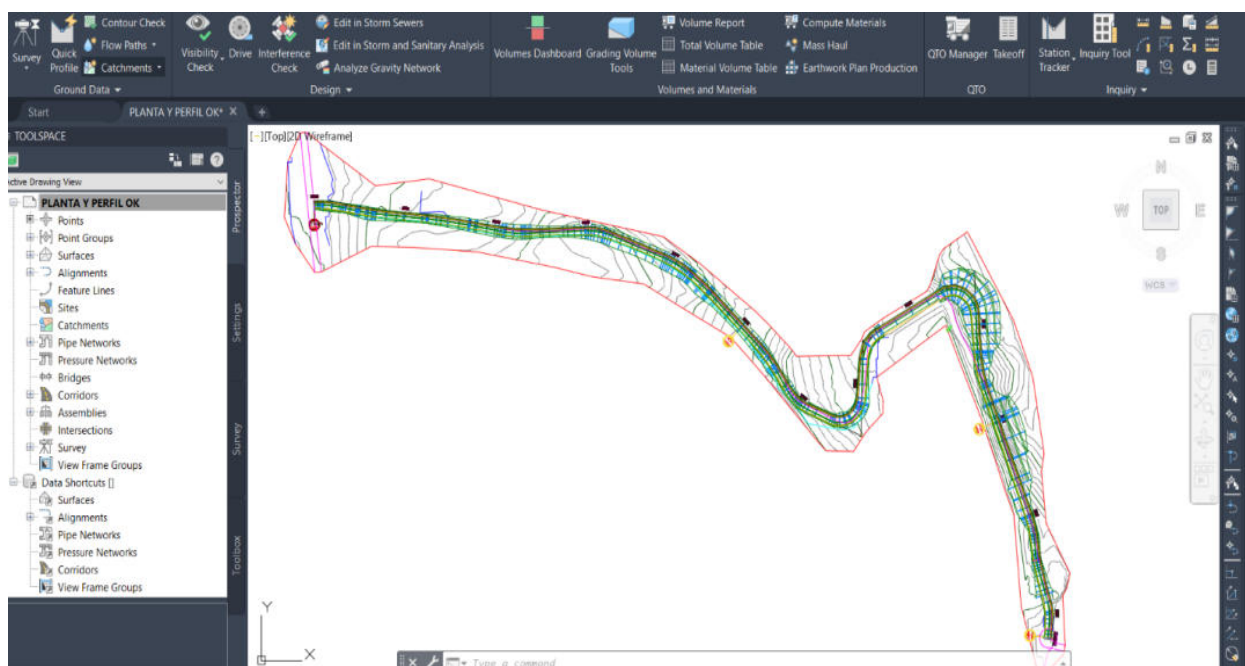 Survey
Quick Profile
Contour Check
Flow Paths
Catchments
Ground Data
Visibility Check
Drive
Interference Check
Edit in Storm Sewers
Edit in Storm and Sanitary Analysis
Analyze Gravity Network
Design
Volumes Dashboard
Grading Volume Tools
Volume Report
Total Volume Table
Material Volume Table
Compute Materials
Mass Haul
Earthwork Plan Production
Volumes and Materials
QTO Manager
Takeoff
QTO
Station Tracker
Inquiry Tool
Inquiry
Start
PLANTA Y PERFIL OK*
TOOLSPACE
ctive Drawing View
PLANTA Y PERFIL OK
Points
Point Groups
Surfaces
Alignments
Feature Lines
Sites
Catchments
Pipe Networks
Pressure Networks
Bridges
Corridors
Assemblies
Intersections
Survey
View Frame Groups
Data Shortcuts []
Surfaces
Alignments
Pipe Networks
Pressure Networks
Corridors
View Frame Groups
Prospector
Settings
Survey
Toolbox
[-][Top][2D Wireframe]
N
W
TOP
E
S
WCS
Y
X
Type a command